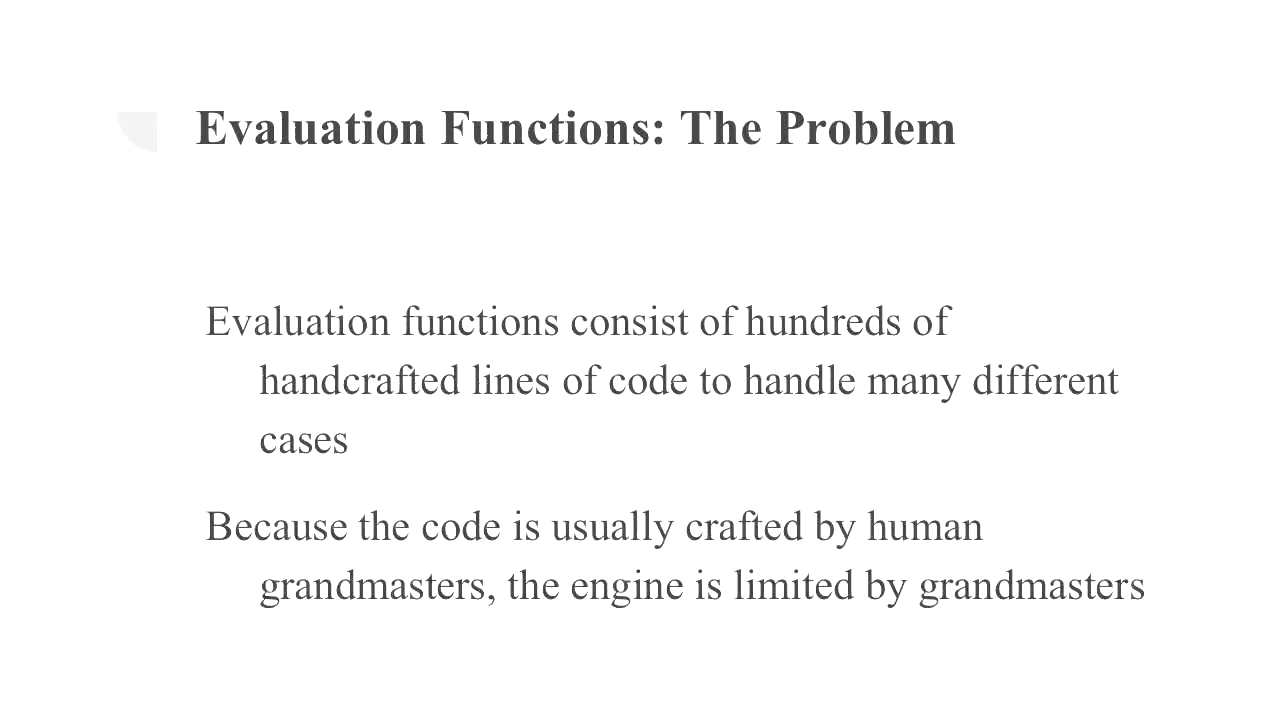 Evaluation Functions: The Problem
Evaluation functions consist of hundreds of
handcrafted lines of code to handle many different
cases
Because the code is usually crafted by human
grandmasters, the engine is limited by grandmasters